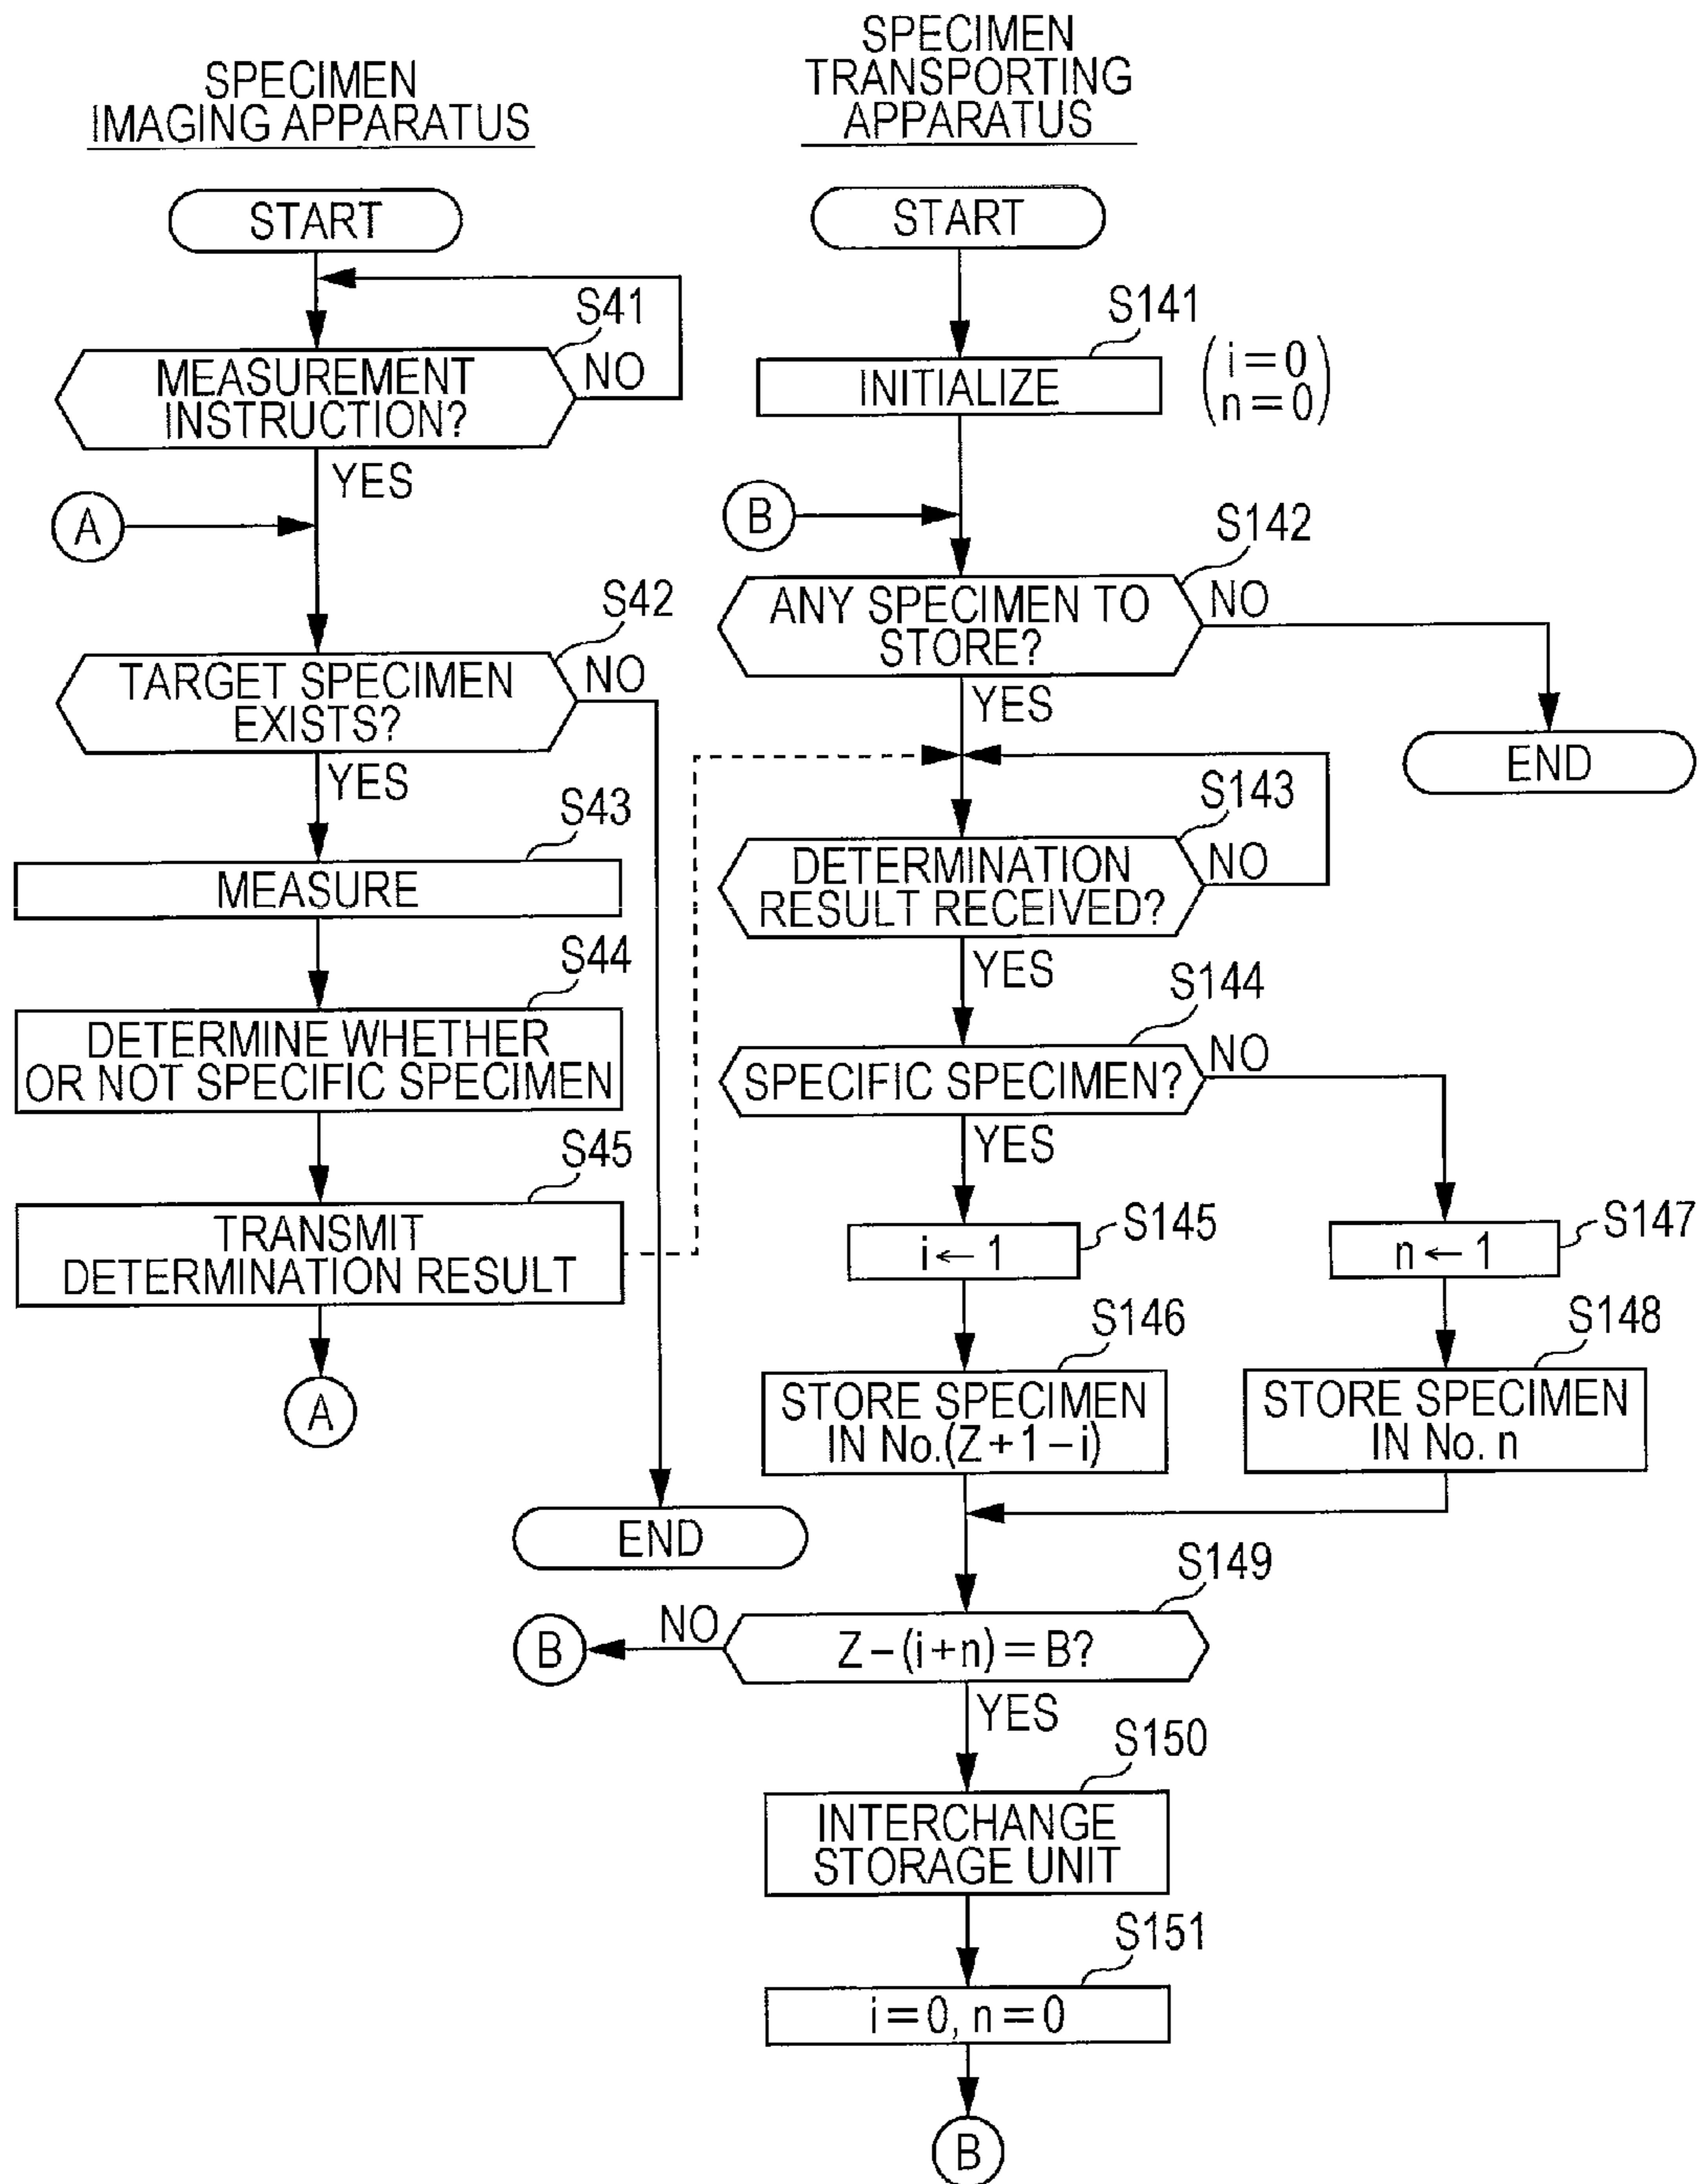 SPECIMEN
IMAGING APPARATUS
START
S41
MEASUREMENT
INSTRUCTION?
NO
YES
A
S42
TARGET SPECIMEN
EXISTS?
NO
YES
S43
MEASURE
S44
DETERMINE WHETHER
OR NOT SPECIFIC SPECIMEN
S45
TRANSMIT
DETERMINATION RESULT
A
END
SPECIMEN
TRANSPORTING
APPARATUS
START
S141
INITIALIZE
i=0
n=0
B
S142
ANY SPECIMEN TO
STORE?
NO
YES
END
S143
DETERMINATION
RESULT RECEIVED?
NO
YES
S144
SPECIFIC SPECIMEN?
NO
YES
i←1
S145
n←1
S147
S146
STORE SPECIMEN
IN No.(Z+1−i)
S148
STORE SPECIMEN
IN No. n
S149
Z−(i+n)=B?
NO
B
YES
S150
INTERCHANGE
STORAGE UNIT
S151
i=0, n=0
B